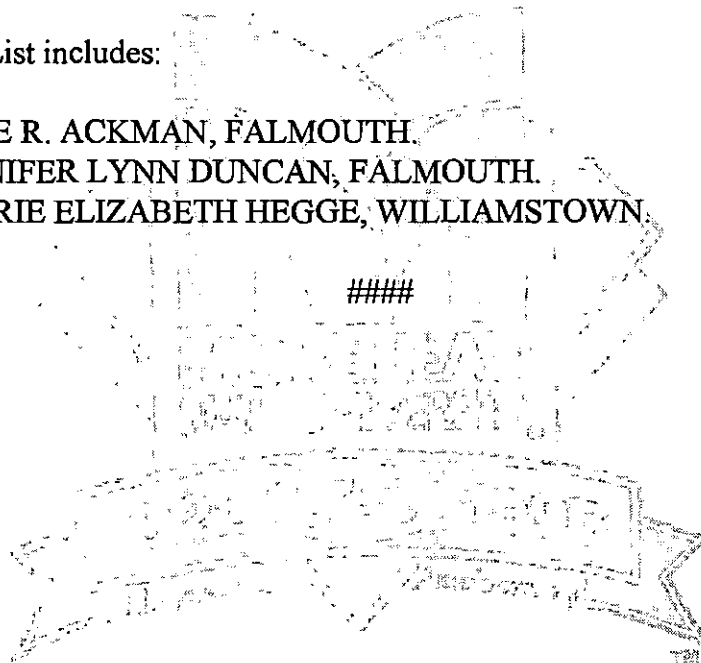 List includes:
E R. ACKMAN, FALMOUTH.
NIFER LYNN DUNCAN, FALMOUTH.
RIE ELIZABETH HEGGE, WILLIAMSTOWN.
####